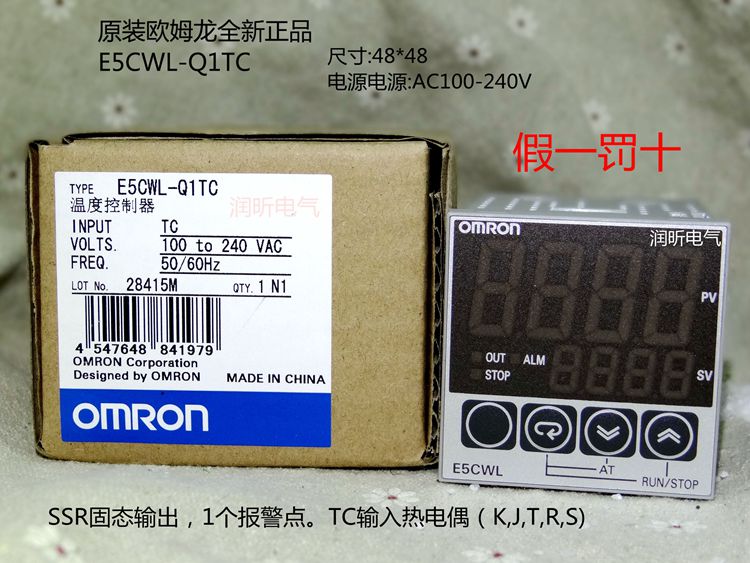 原装欧姆龙全新正品
E5CWL-Q1TC
尺寸:48*48
电源电源:AC100-240V
假一罚十
TYPE E5CWL-Q1TC
温度控制器
润昕电气
INPUT TC
VOLTS. 100 to 240 VAC
FREQ. 50/60Hz
LOT No. 28415M QTY. 1 N1
4 547648 841979
OMRON Corporation
Designed by OMRON
MADE IN CHINA
OMRON
OMRON
润昕电气
PV
OUT ALM
STOP
SV
E5CWL
AT
RUN/STOP
SSR固态输出，1个报警点。TC输入热电偶（K,J,T,R,S)